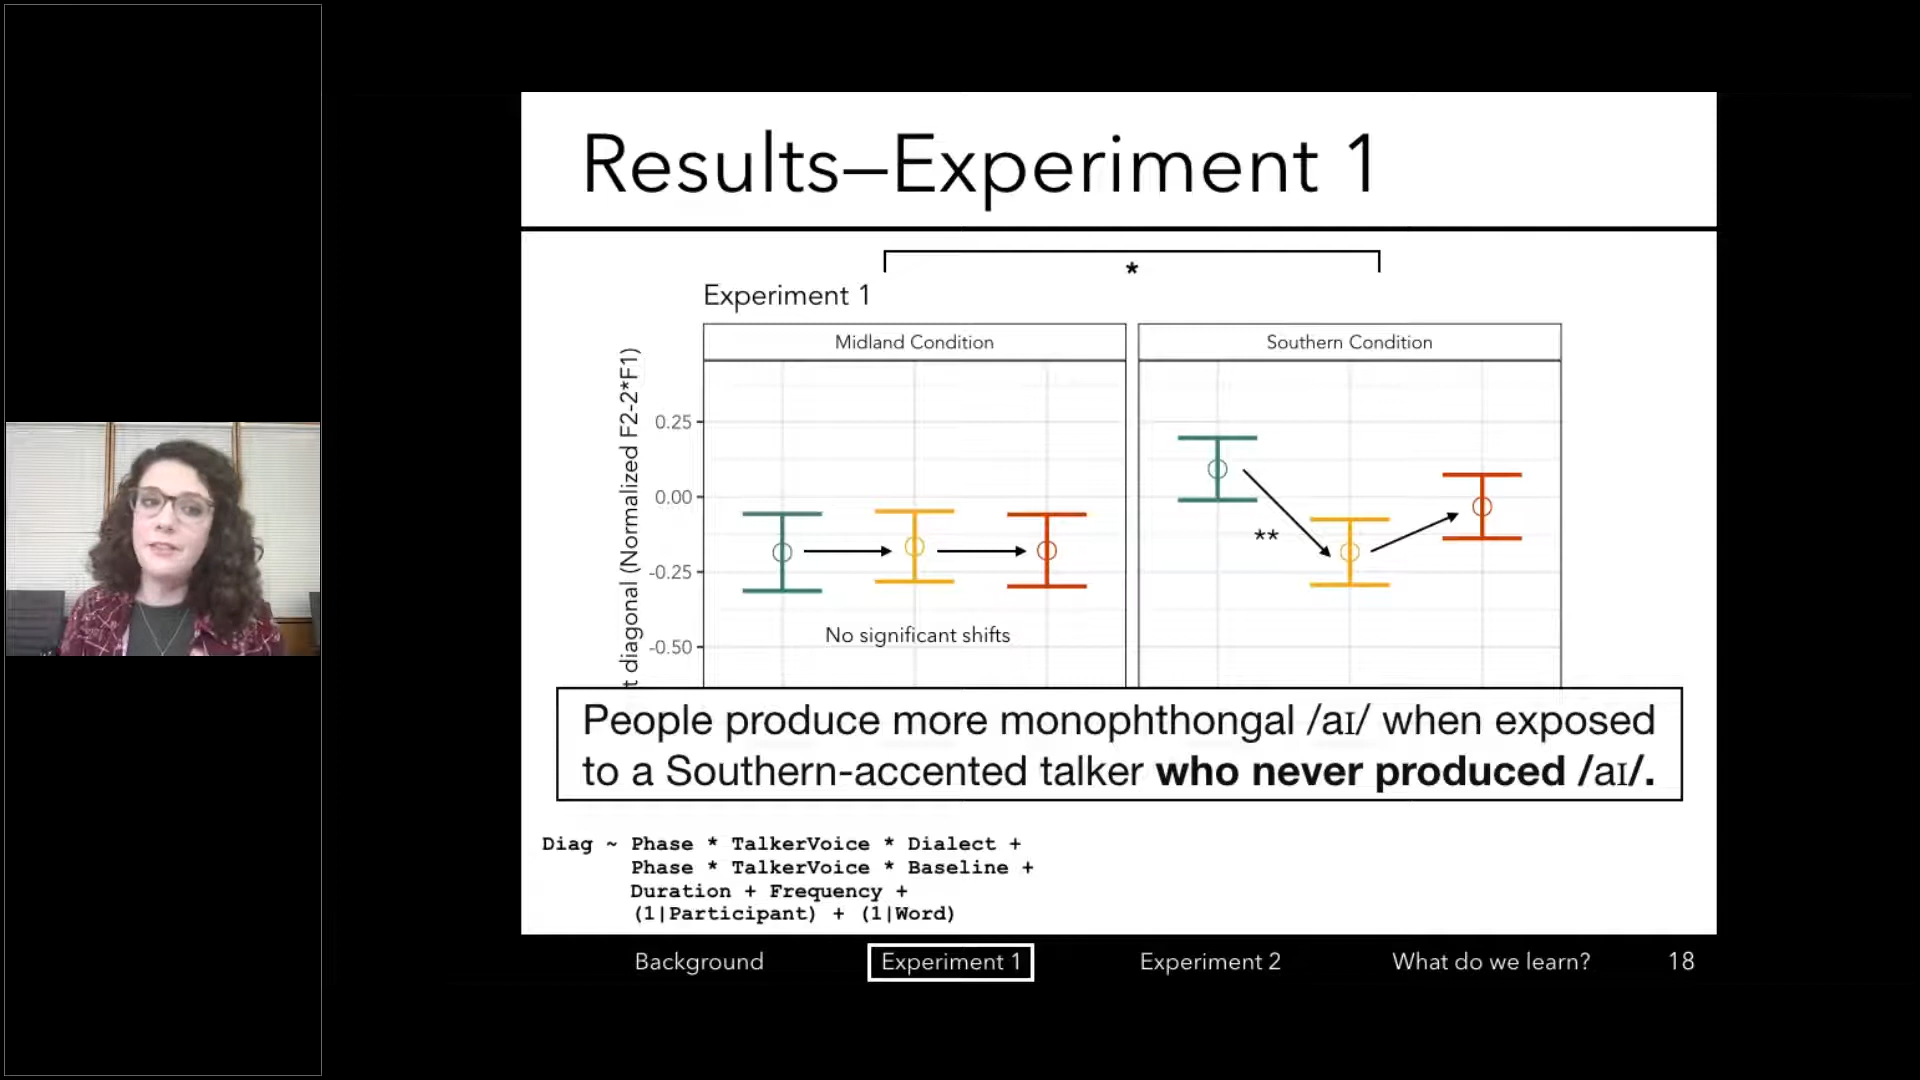 Results–Experiment 1
*
Experiment 1
Midland Condition
Southern Condition
t diagonal (Normalized F2-2*F1)
0.25
0.00
-0.25
-0.50
**
No significant shifts
People produce more monophthongal /aɪ/ when exposed
to a Southern-accented talker who never produced /aɪ/.
Diag ~ Phase * TalkerVoice * Dialect +
Phase * TalkerVoice * Baseline +
Duration + Frequency +
(1|Participant) + (1|Word)
Background Experiment 1 Experiment 2 What do we learn? 18